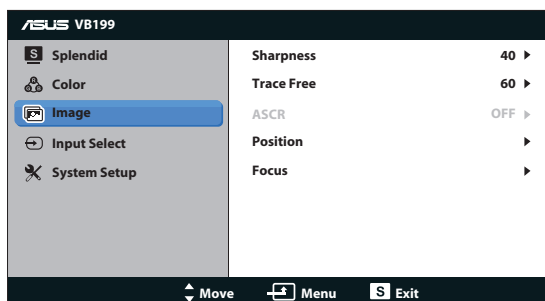 ASUS VB199
S Splendid
Color
Image
Input Select
System Setup
Sharpness 40
Trace Free 60
ASCR OFF
Position
Focus
Move Menu S Exit